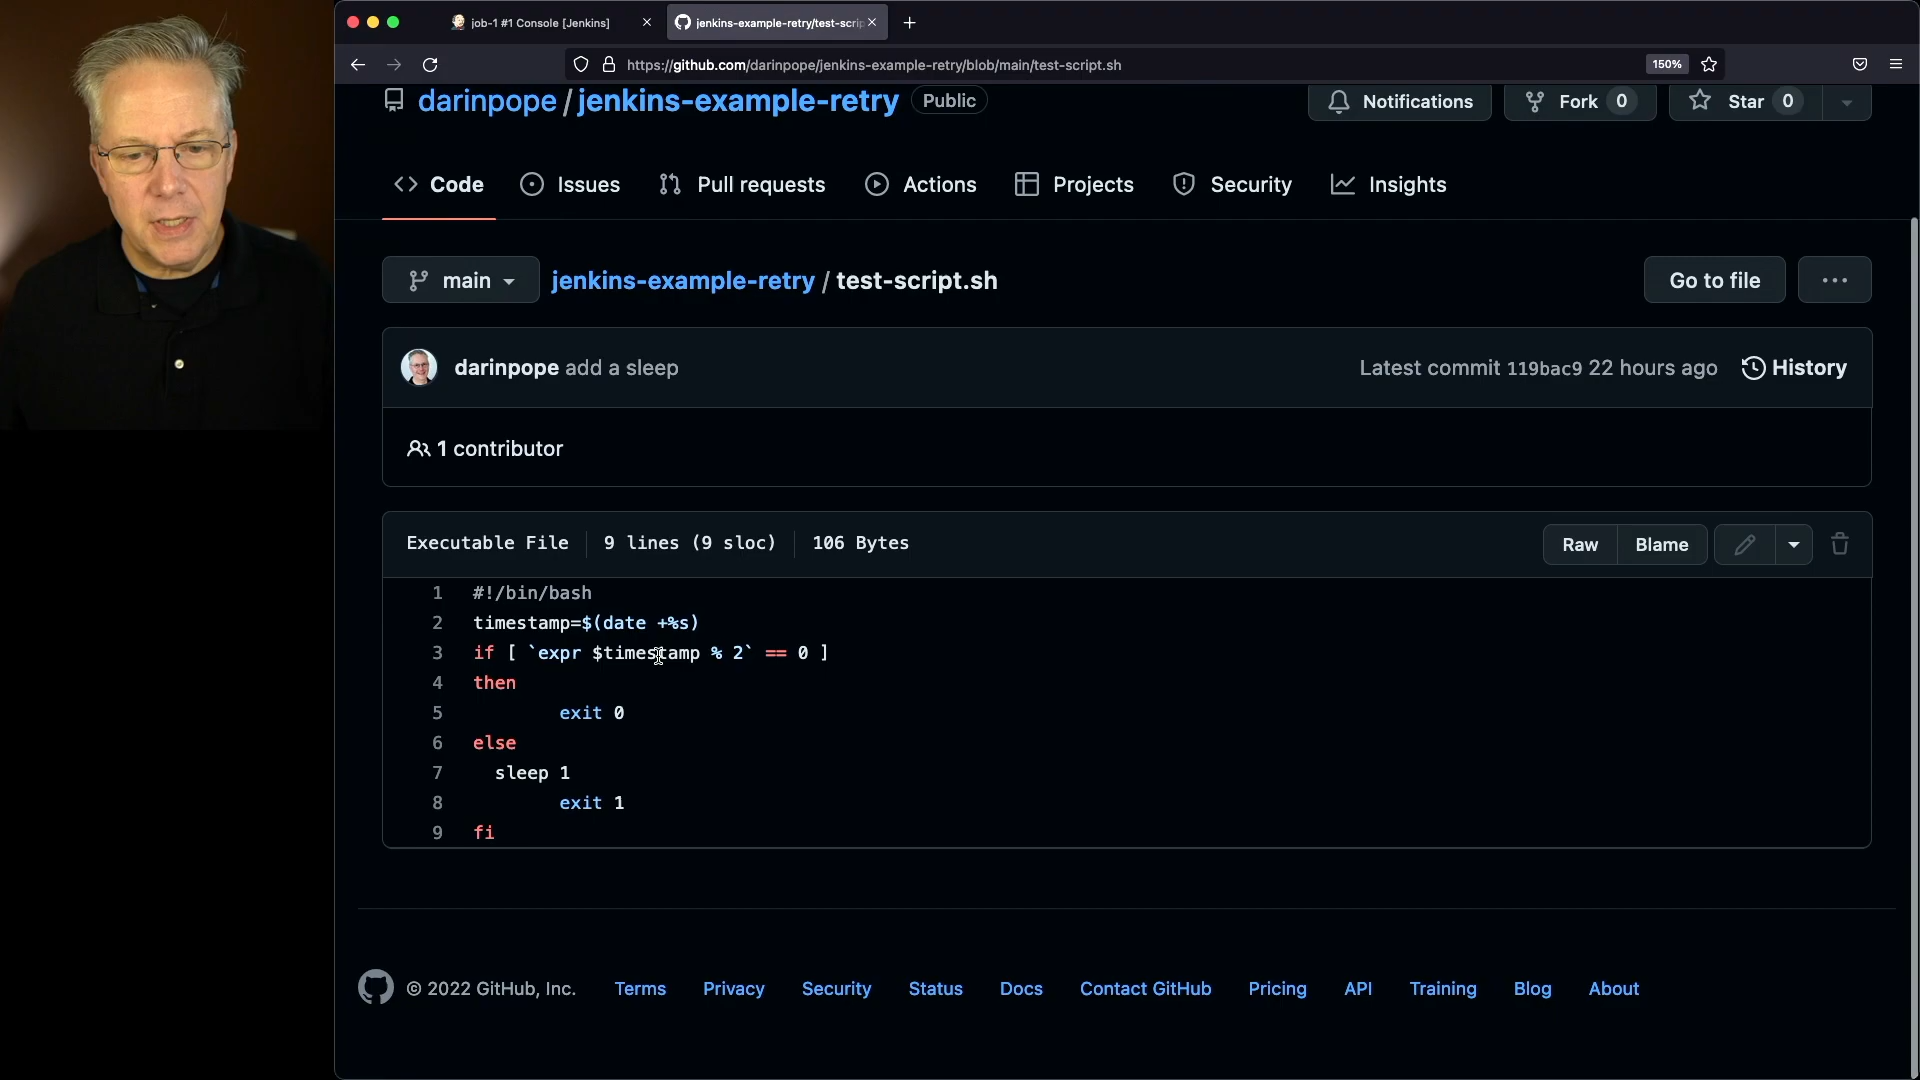 job-1 #1 Console [Jenkins]
jenkins-example-retry/test-scrip
https://github.com/darinpope/jenkins-example-retry/blob/main/test-script.sh
150%
darinpope / jenkins-example-retry Public
Notifications
Fork 0
Star 0
Code
Issues
Pull requests
Actions
Projects
Security
Insights
main
jenkins-example-retry / test-script.sh
Go to file
darinpope add a sleep
Latest commit 119bac9 22 hours ago
History
1 contributor
Executable File
9 lines (9 sloc)
106 Bytes
Raw
Blame
1 #!/bin/bash
2 timestamp=$(date +%s)
3 if [ `expr $timestamp % 2` == 0 ]
4 then
5 exit 0
6 else
7 sleep 1
8 exit 1
9 fi
© 2022 GitHub, Inc.
Terms
Privacy
Security
Status
Docs
Contact GitHub
Pricing
API
Training
Blog
About